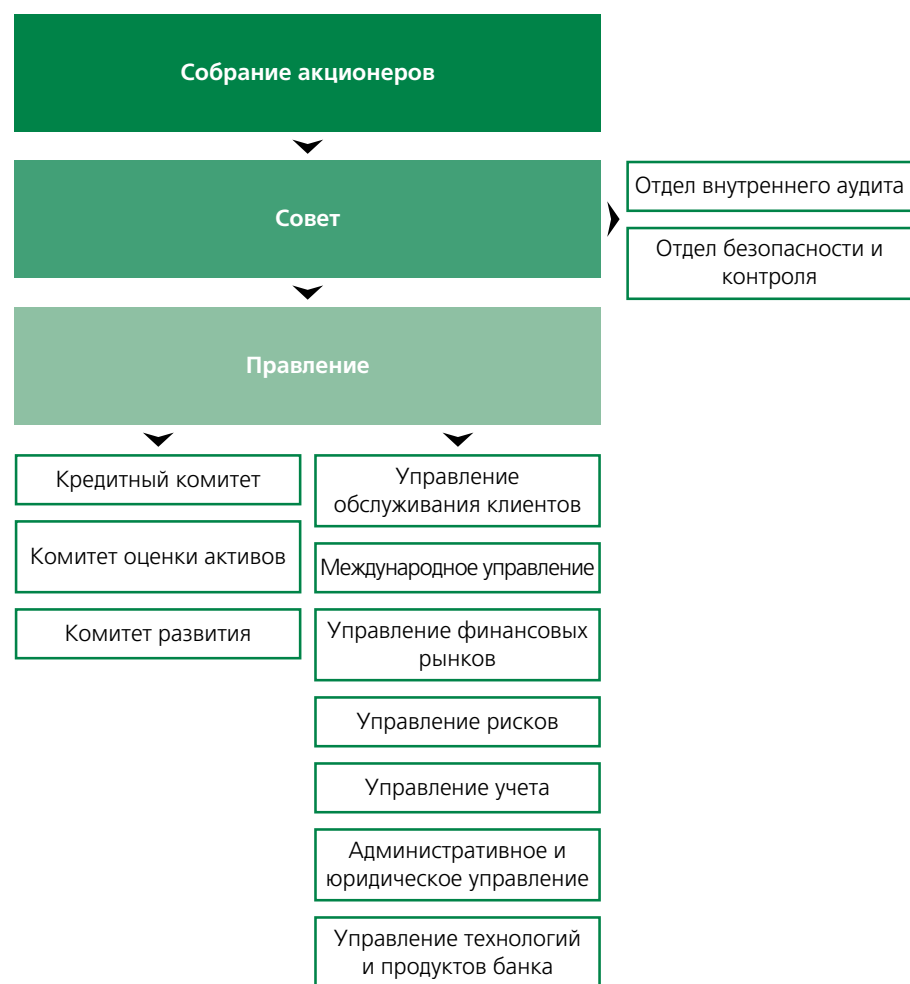 Собрание акционеров
Совет
Отдел внутреннего аудита
Отдел безопасности и
контроля
Правление
Кредитный комитет
Комитет оценки активов
Комитет развития
Управление
обслуживания клиентов
Международное управление
Управление финансовых
рынков
Управление рисков
Управление учета
Административное и
юридическое управление
Управление технологий
и продуктов банка